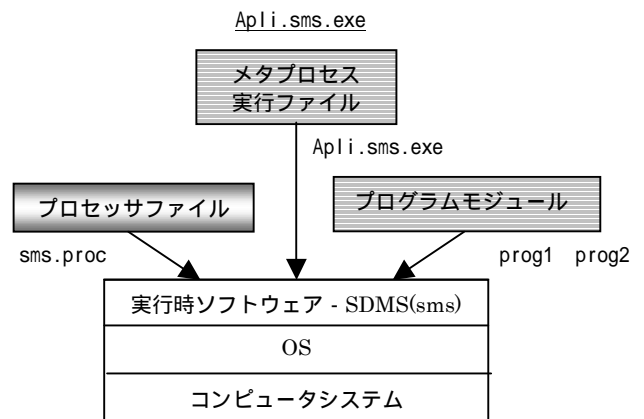 Apli.sms.exe
メタプロセス
実行ファイル
Apli.sms.exe
プロセッサファイル
プログラムモジュール
sms.proc
prog1 prog2
実行時ソフトウェア - SDMS(sms)
OS
コンピュータシステム